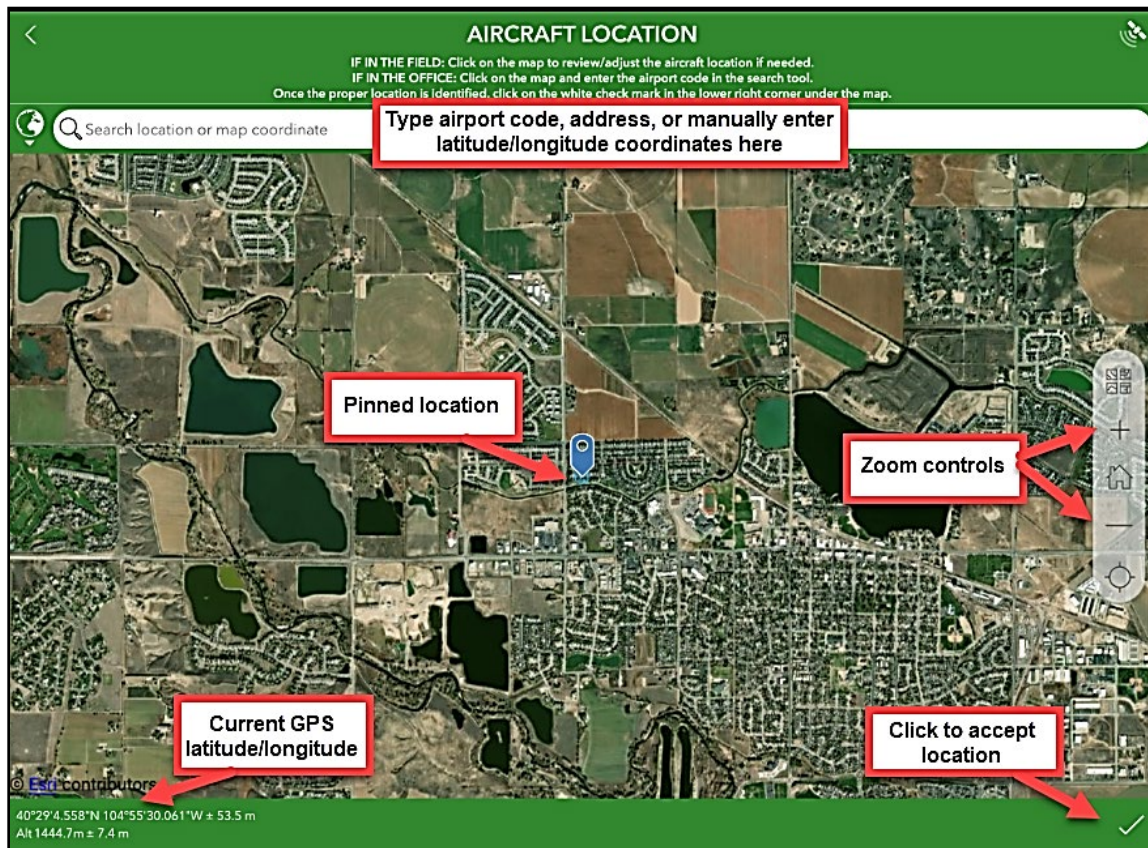 AIRCRAFT LOCATION
IF IN THE FIELD: Click on the map to review/adjust the aircraft location if needed.
IF IN THE OFFICE: Click on the map and enter the airport code in the search tool.
Once the proper location is identified, click on the white check mark in the lower right corner under the map.
Search location or map coordinate
Type airport code, address, or manually enter
latitude/longitude coordinates here
Pinned location
Zoom controls
Current GPS
latitude/longitude
Click to accept
location
© Esri contributors
40°29'4.558"N 104°55'30.061"W ± 53.5 m
Alt 1444.7m ± 7.4 m